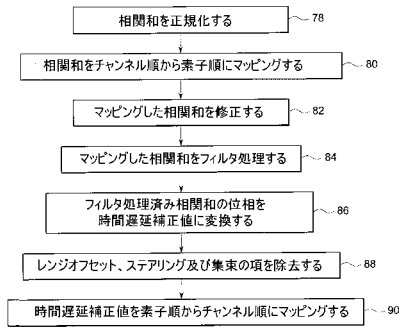 相関和を正規化する
78
相関和をチャンネル順から素子順にマッピングする
80
マッピングした相関和を修正する
82
マッピングした相関和をフィルタ処理する
84
フィルタ処理済み相関和の位相を
時間遅延補正値に変換する
86
レンジオフセット、ステアリング及び集束の項を除去する
88
時間遅延補正値を素子順からチャンネル順にマッピングする
90